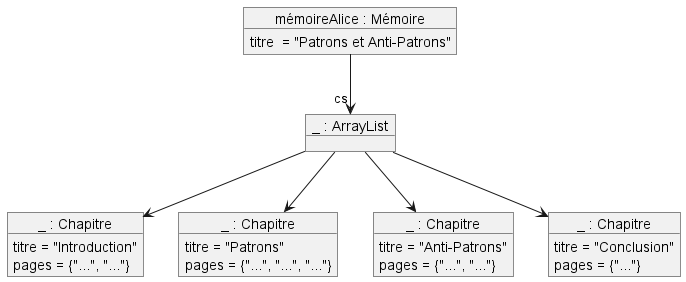 mémoireAlice : Mémoire
titre  = "Patrons et Anti-Patrons"
cs
_ : ArrayList
_ : Chapitre
titre = "Introduction"
pages = {"...", "..."}
_ : Chapitre
titre = "Patrons"
pages = {"...", "...", "..."}
_ : Chapitre
titre = "Anti-Patrons"
pages = {"...", "..."}
_ : Chapitre
titre = "Conclusion"
pages = {"..."}